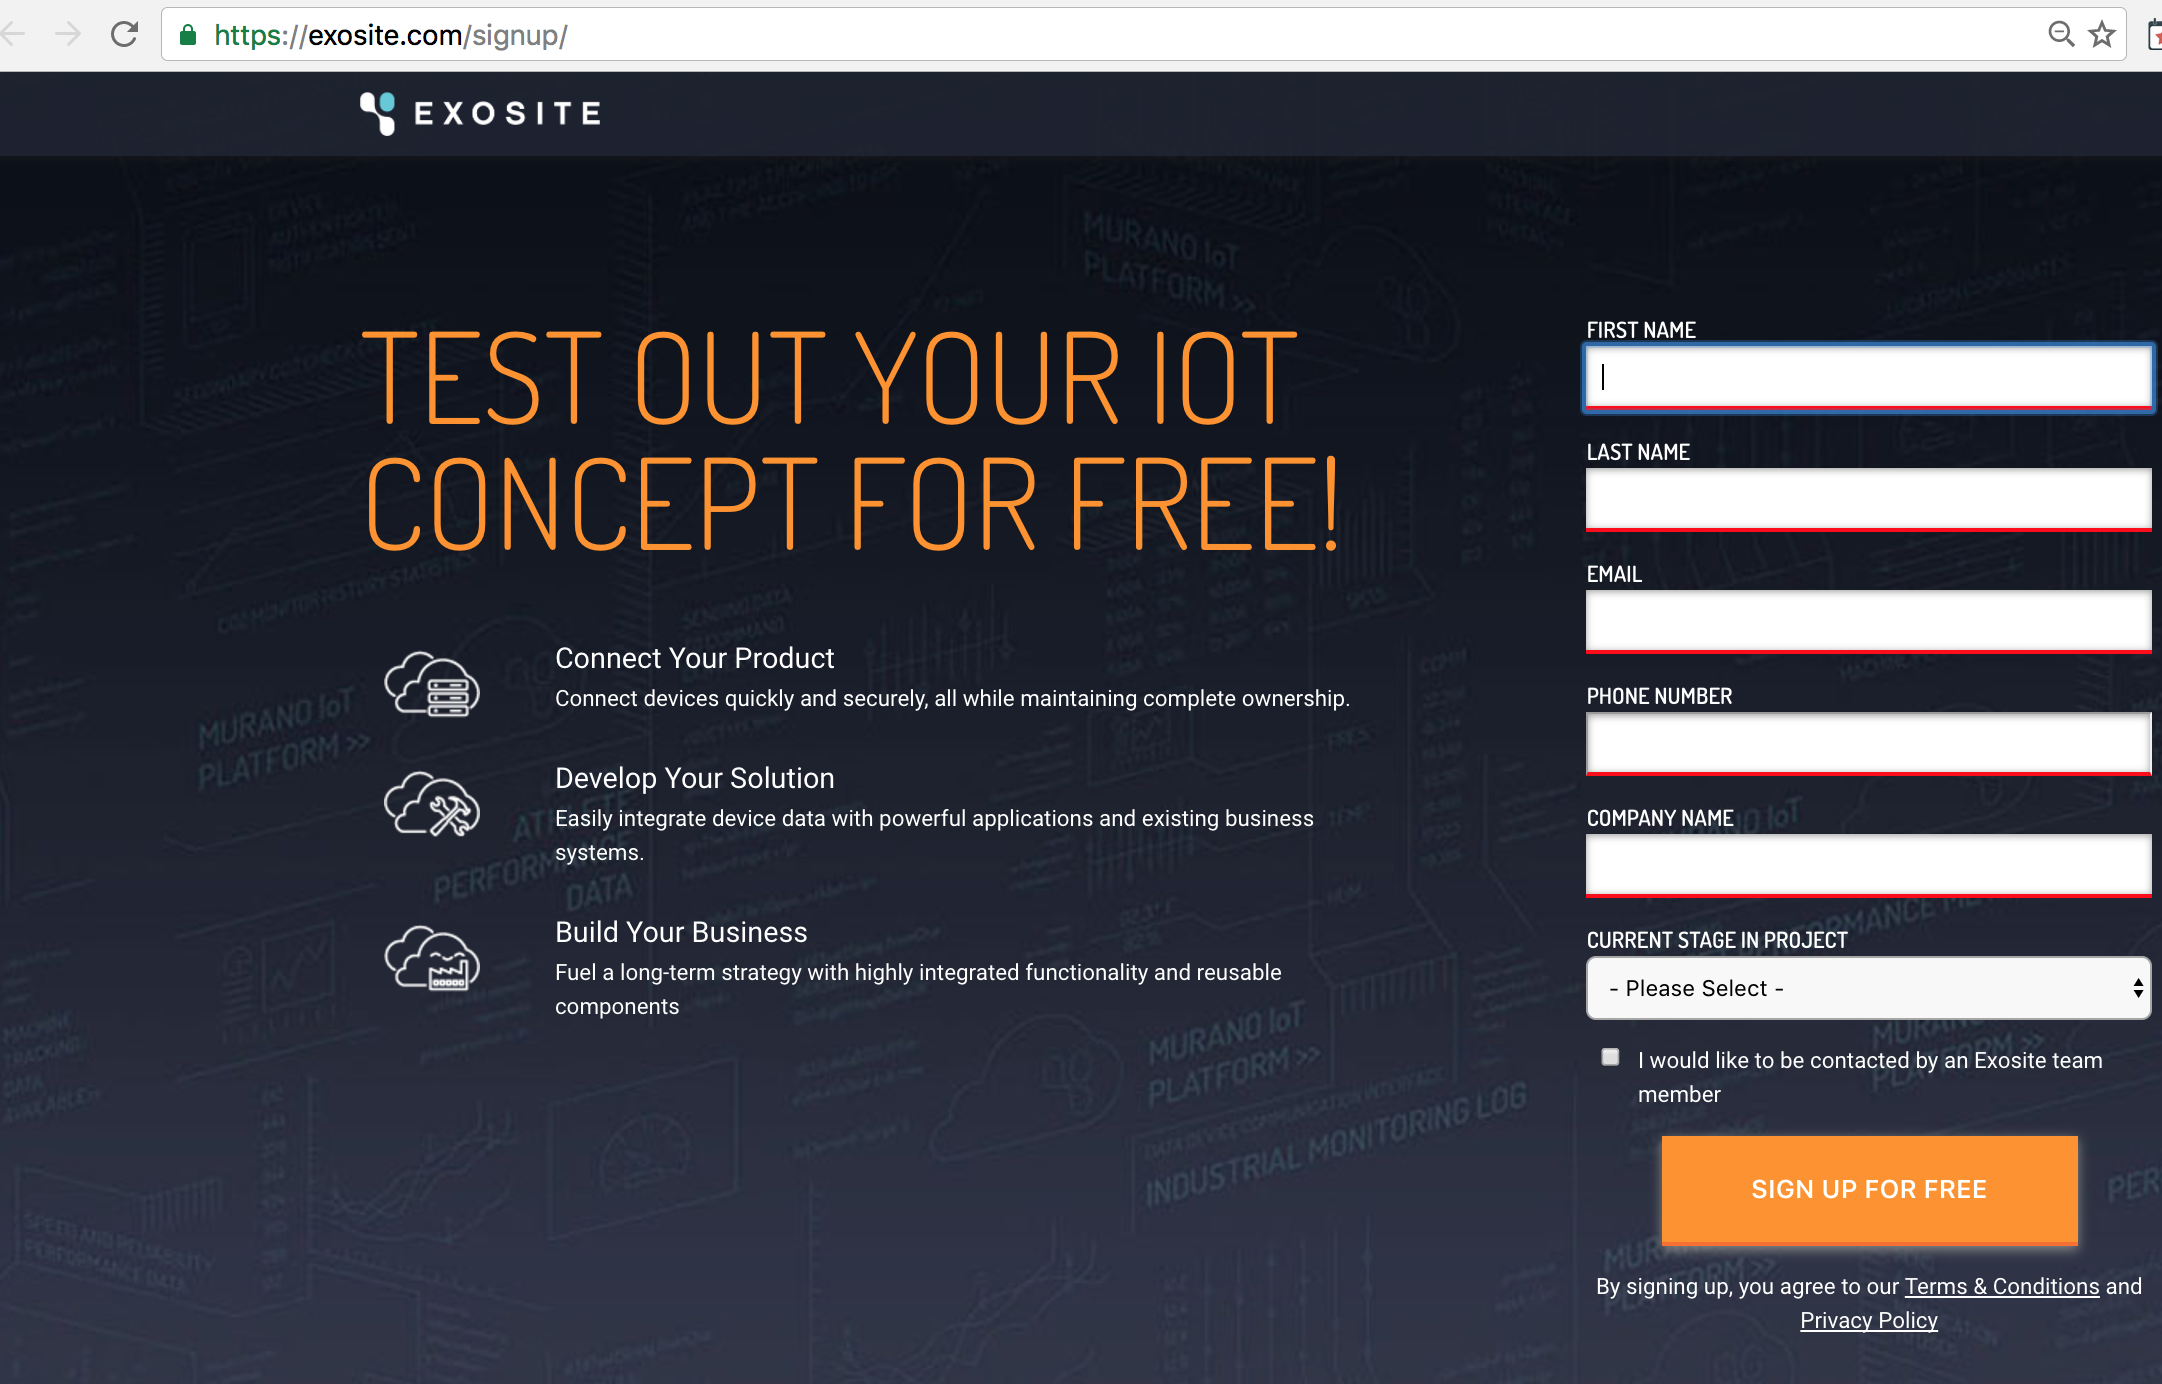 https://exosite.com/signup/
EXOSITE
TEST OUT YOUR IOT
CONCEPT FOR FREE!
Connect Your Product
Connect devices quickly and securely, all while maintaining complete ownership.
Develop Your Solution
Easily integrate device data with powerful applications and existing business
systems.
Build Your Business
Fuel a long-term strategy with highly integrated functionality and reusable
components
FIRST NAME
LAST NAME
EMAIL
PHONE NUMBER
COMPANY NAME
CURRENT STAGE IN PROJECT
- Please Select -
I would like to be contacted by an Exosite team
member
SIGN UP FOR FREE
By signing up, you agree to our Terms & Conditions and
Privacy Policy
MURANO IoT
PLATFORM >>
MURANO IoT
PLATFORM >>
PERFORMANCE
DATA
MURANO IoT
PLATFORM >>
INDUSTRIAL MONITORING LOG